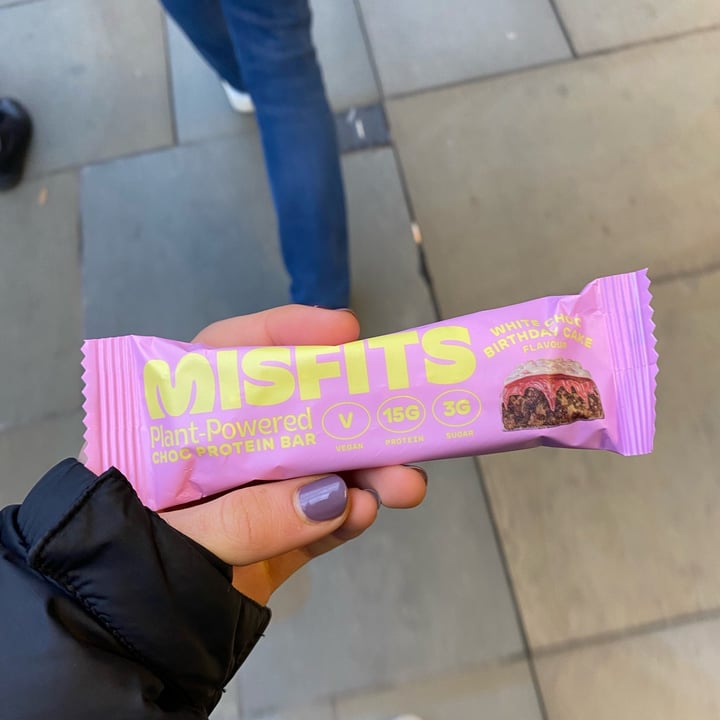 MISFITS
Plant-Powered
CHOC PROTEIN BAR
V
VEGAN
15G
PROTEIN
3G
SUGAR
WHITE CHOC
BIRTHDAY CAKE
FLAVOUR